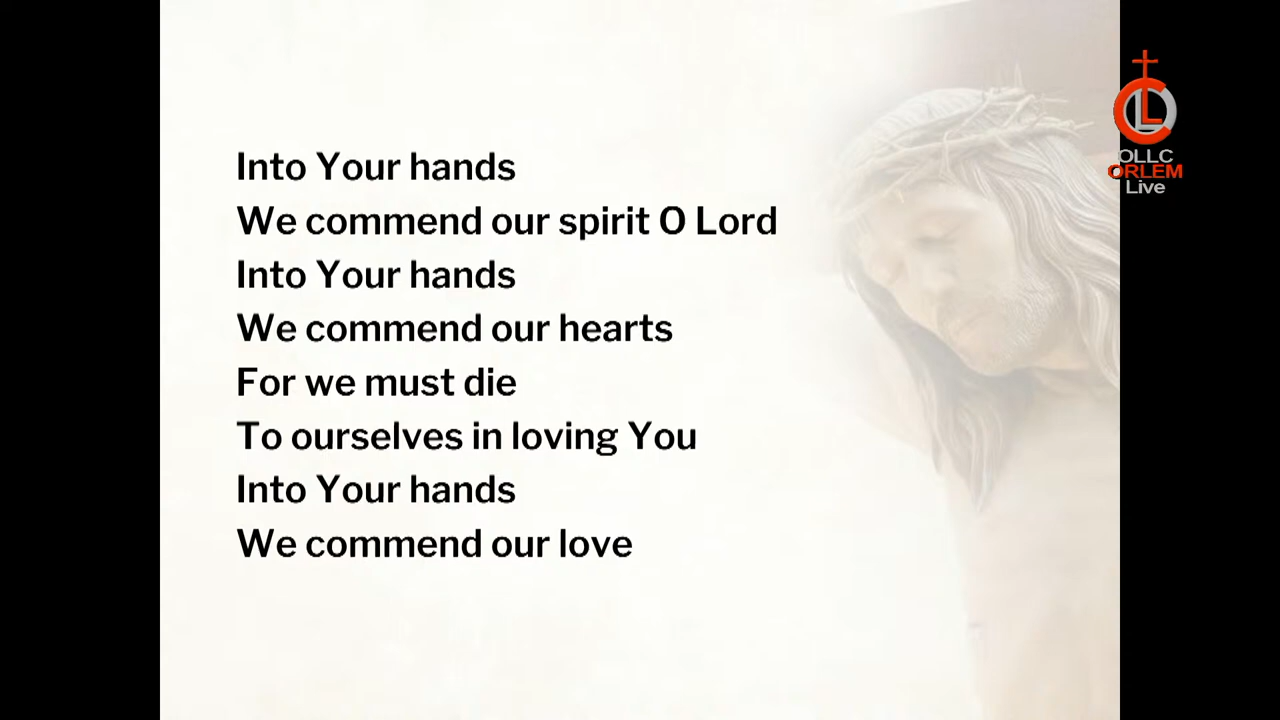 Into Your hands
We commend our spirit O Lord
Into Your hands
We commend our hearts
For we must die
To ourselves in loving You
Into Your hands
We commend our love
OLLC
ORLEM
Live